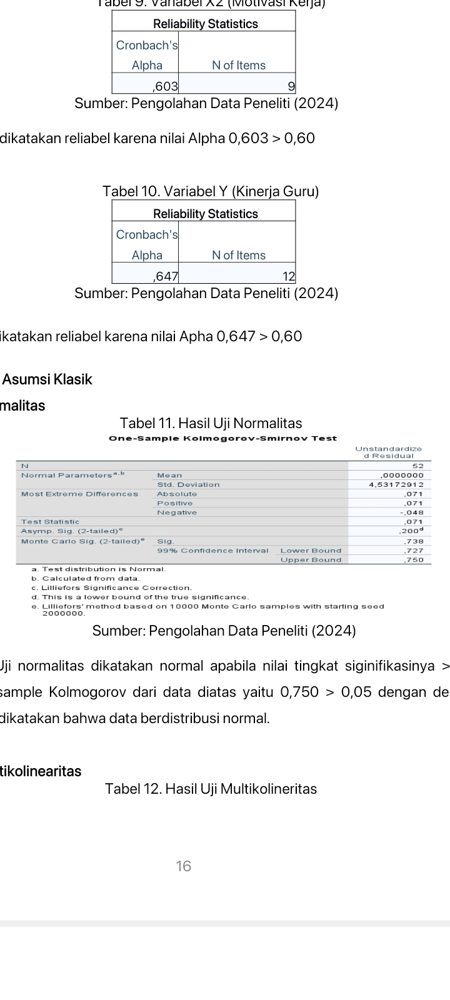 Tabel 9. Variabel X2 (Motivasi Kerja)
Reliability Statistics
Cronbach's
Alpha N of Items
,603 9
Sumber: Pengolahan Data Peneliti (2024)
dikatakan reliabel karena nilai Alpha 0,603 > 0,60
Tabel 10. Variabel Y (Kinerja Guru)
Reliability Statistics
Cronbach's
Alpha N of Items
,647 12
Sumber: Pengolahan Data Peneliti (2024)
ikatakan reliabel karena nilai Apha 0,647 > 0,60
Asumsi Klasik
malitas
Tabel 11. Hasil Uji Normalitas
One-Sample Kolmogorov-Smirnov Test
Unstandardize
d Residual
N 52
Normal Parameters a,b Mean ,0000000
Std. Deviation 4,53172912
Most Extreme Differences Absolute ,071
Positive ,071
Negative -,048
Test Statistic ,071
Asymp. Sig. (2-tailed) c ,200 d
Monte Carlo Sig. (2-tailed) e Sig. ,738
99% Confidence Interval Lower Bound ,727
Upper Bound ,750
a. Test distribution is Normal.
b. Calculated from data.
c. Lilliefors Significance Correction.
d. This is a lower bound of the true significance.
e. Lilliefors' method based on 10000 Monte Carlo samples with starting seed
2000000.
Sumber: Pengolahan Data Peneliti (2024)
Uji normalitas dikatakan normal apabila nilai tingkat siginifikasinya >
sample Kolmogorov dari data diatas yaitu 0,750 > 0,05 dengan de
dikatakan bahwa data berdistribusi normal.
tikolinearitas
Tabel 12. Hasil Uji Multikolineritas
16